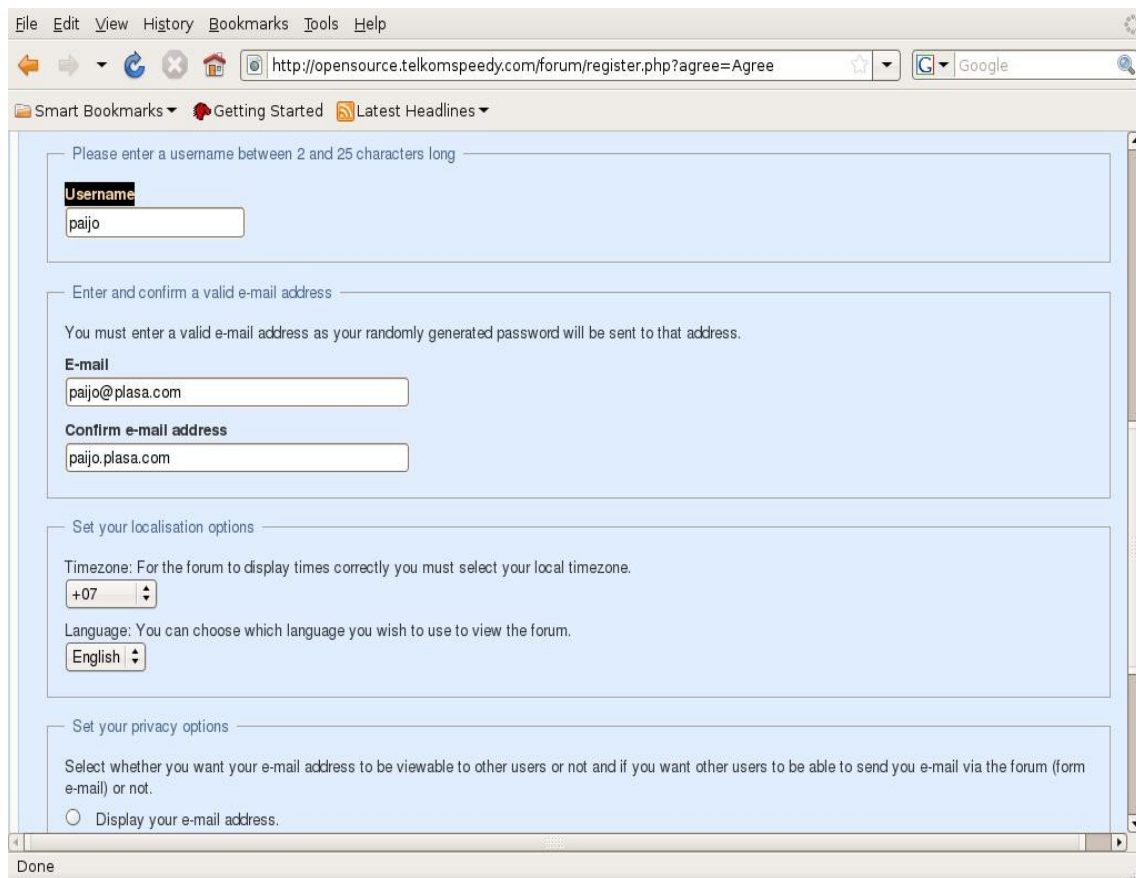 File Edit View History Bookmarks Tools Help
http://opensource.telkomspeedy.com/forum/register.php?agree=Agree
G Google
Smart Bookmarks Getting Started Latest Headlines
Please enter a username between 2 and 25 characters long
Username
paijo
Enter and confirm a valid e-mail address
You must enter a valid e-mail address as your randomly generated password will be sent to that address.
E-mail
paijo@plasa.com
Confirm e-mail address
paijo.plasa.com
Set your localisation options
Timezone: For the forum to display times correctly you must select your local timezone.
+07
Language: You can choose which language you wish to use to view the forum.
English
Set your privacy options
Select whether you want your e-mail address to be viewable to other users or not and if you want other users to be able to send you e-mail via the forum (form
e-mail) or not.
Display your e-mail address.
Done